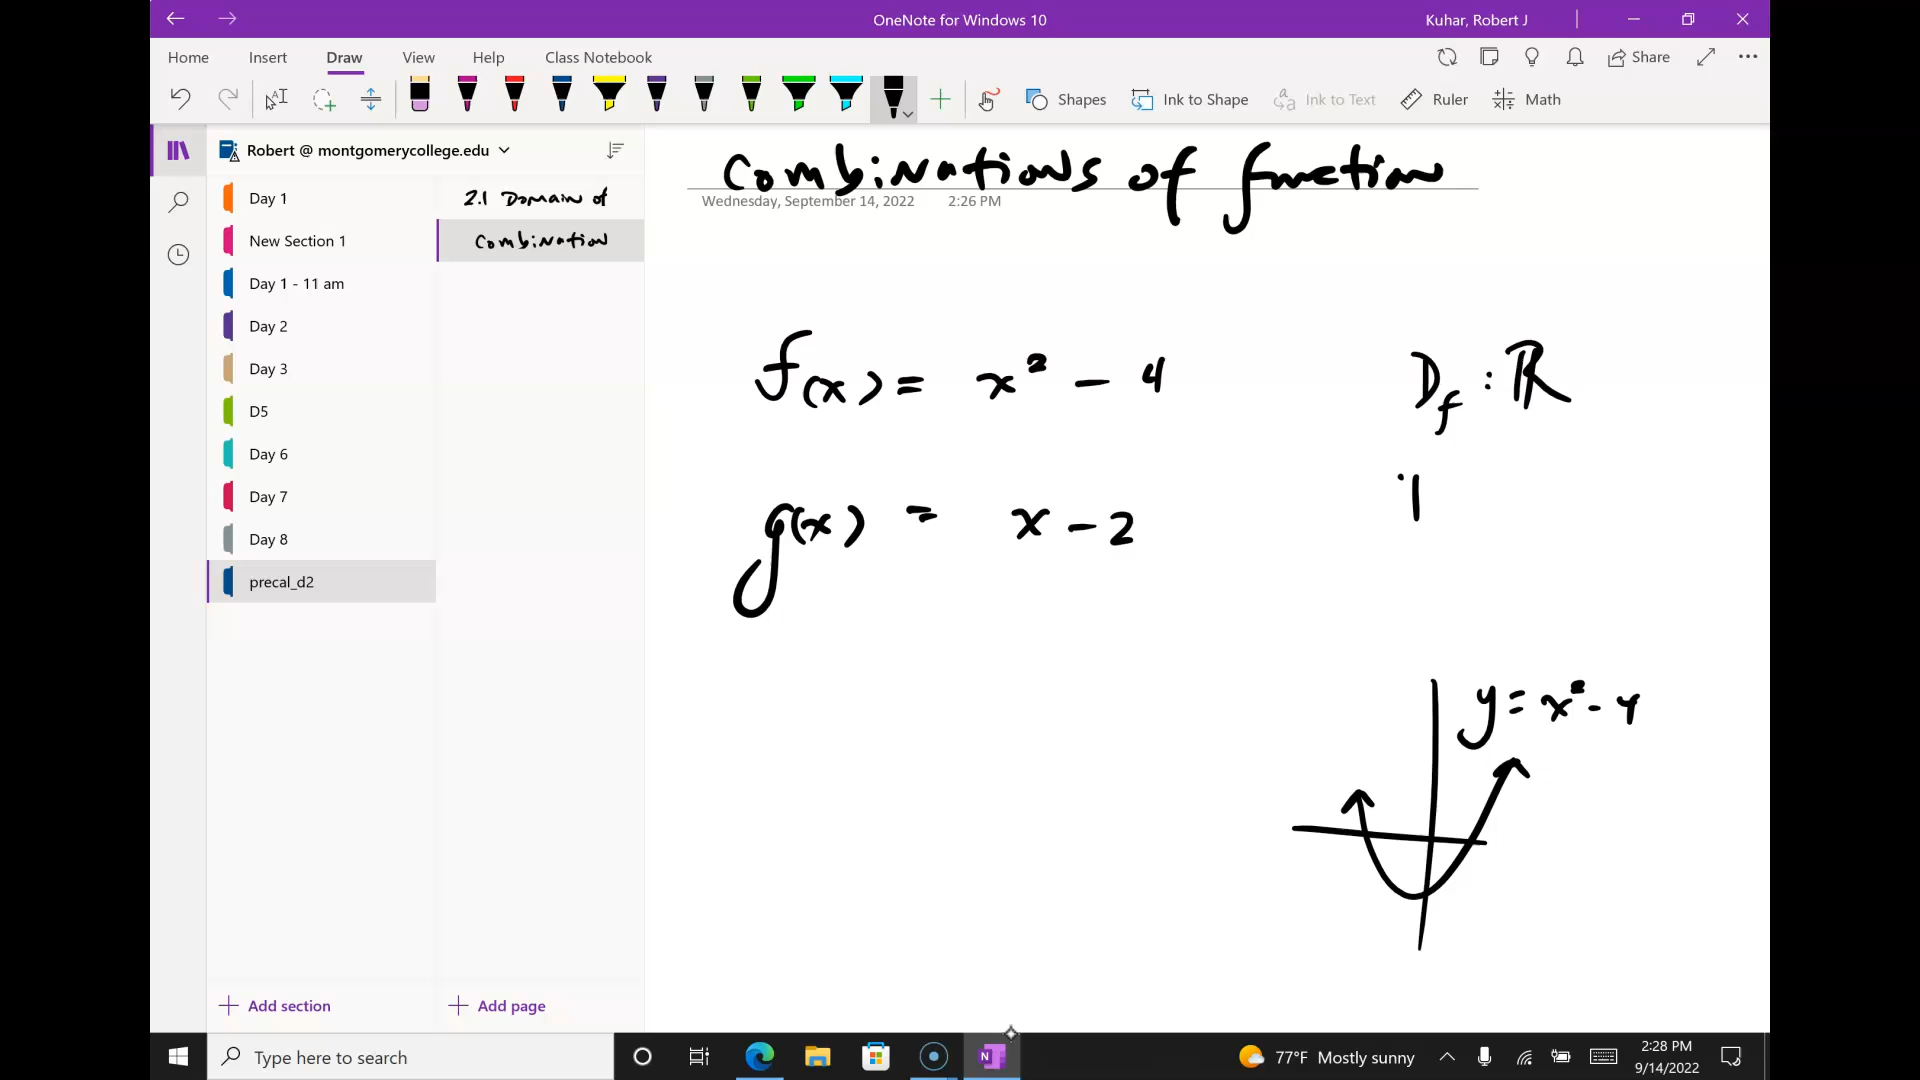 OneNote for Windows 10
Kuhar, Robert J
Home Insert Draw View Help Class Notebook
Share
Shapes Ink to Shape Ink to Text Ruler Math
Robert @ montgomerycollege.edu
Combinations of function
Wednesday, September 14, 2022 2:26 PM
Day 1
New Section 1
Day 1 - 11 am
Day 2
Day 3
D5
Day 6
Day 7
Day 8
precal_d2
2.1 Domain of
Combination
f(x) = x² - 4
D_f : ℝ
g(x) = x - 2
y = x² - 4
Add section
Add page
Type here to search
77°F Mostly sunny
2:28 PM
9/14/2022